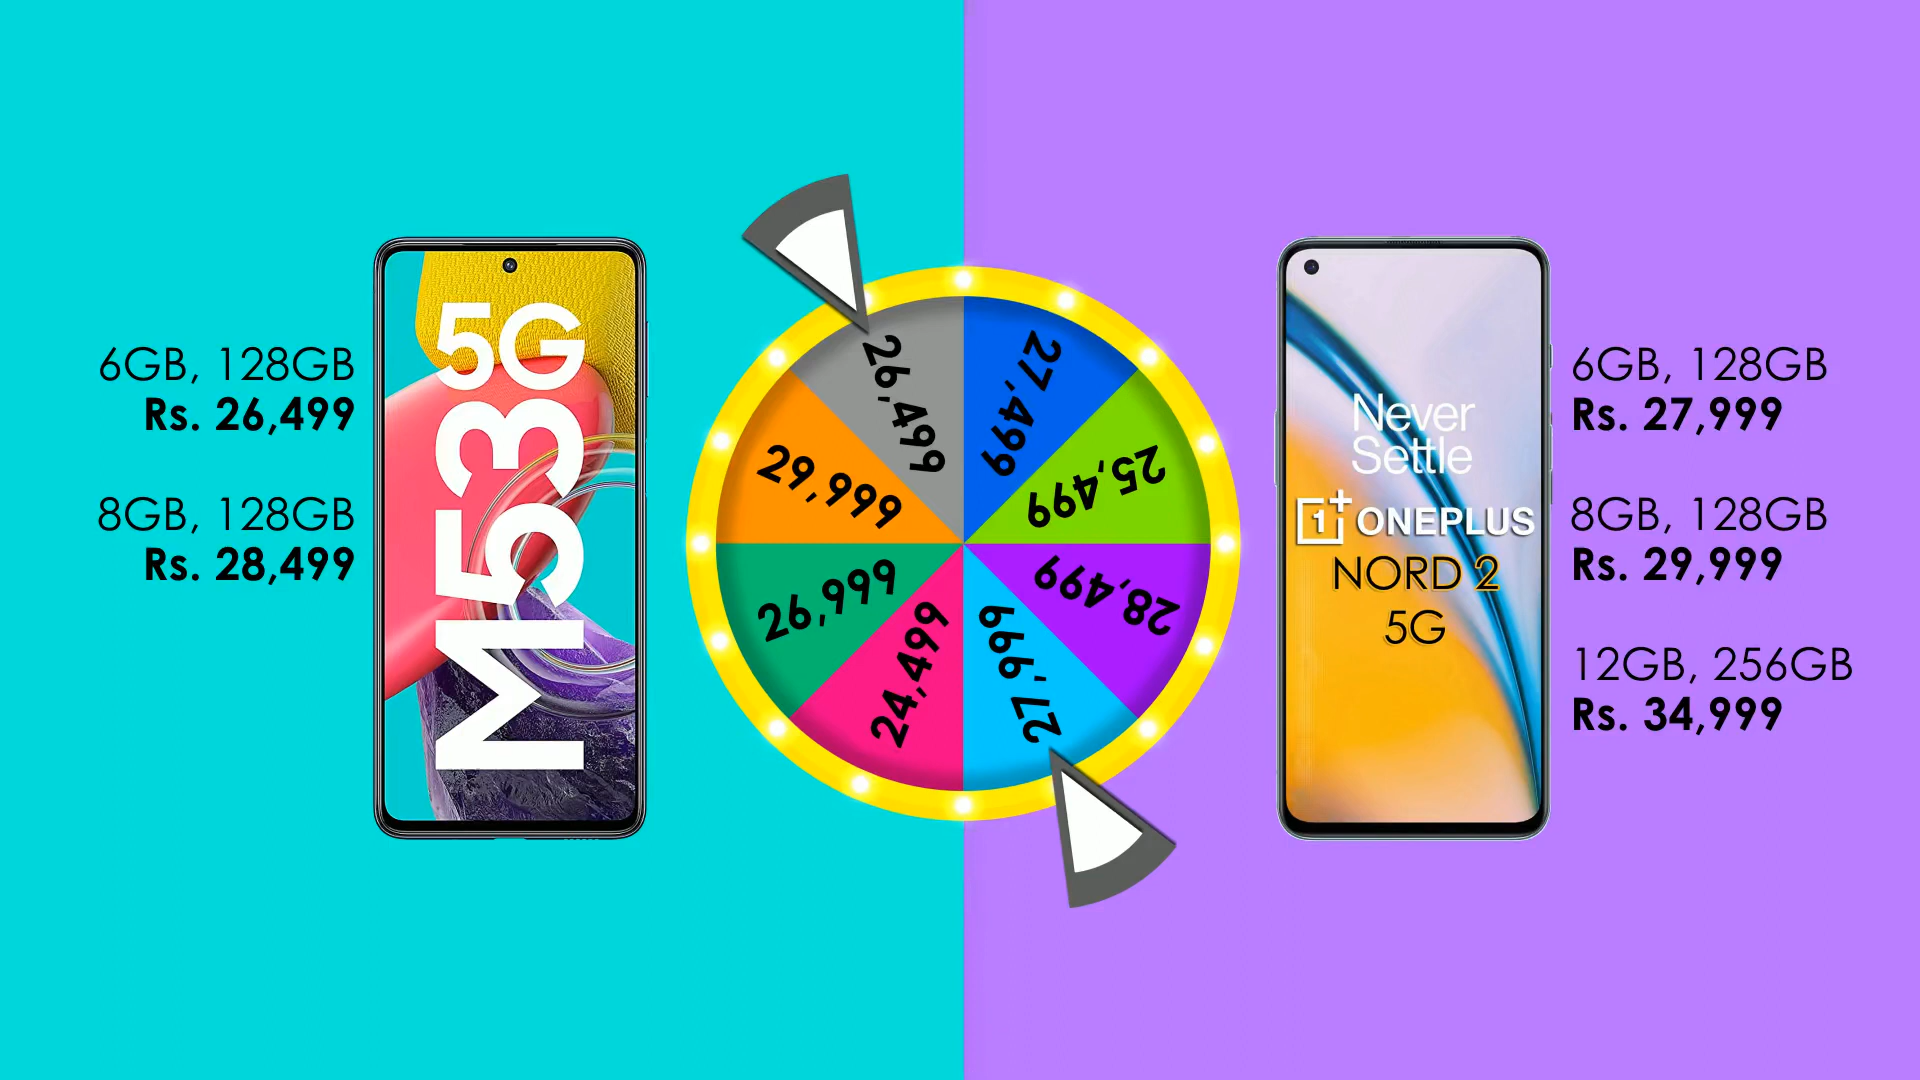 6GB, 128GB
Rs. 26,499
8GB, 128GB
Rs. 28,499
M53 5G
26,499
27,499
25,499
28,499
27,999
24,499
26,999
29,999
Never
Settle
1+ ONEPLUS
NORD 2
5G
6GB, 128GB
Rs. 27,999
8GB, 128GB
Rs. 29,999
12GB, 256GB
Rs. 34,999